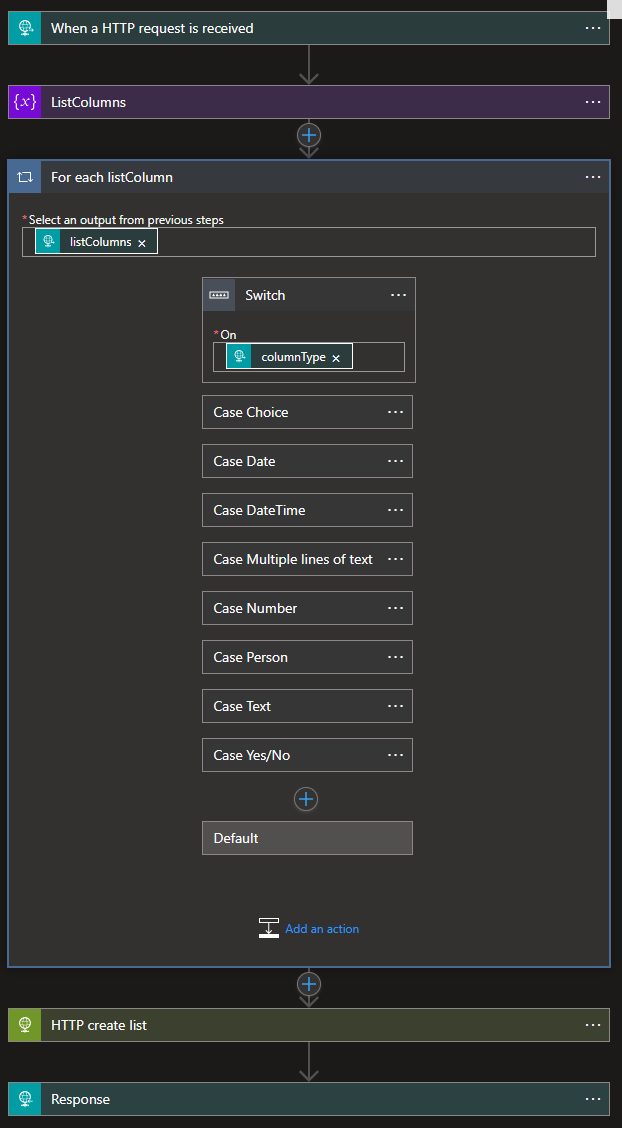 When a HTTP request is received
{x} ListColumns
For each listColumn
*Select an output from previous steps
listColumns ×
Switch
*On
columnType ×
Case Choice
Case Date
Case DateTime
Case Multiple lines of text
Case Number
Case Person
Case Text
Case Yes/No
Default
Add an action
HTTP create list
Response